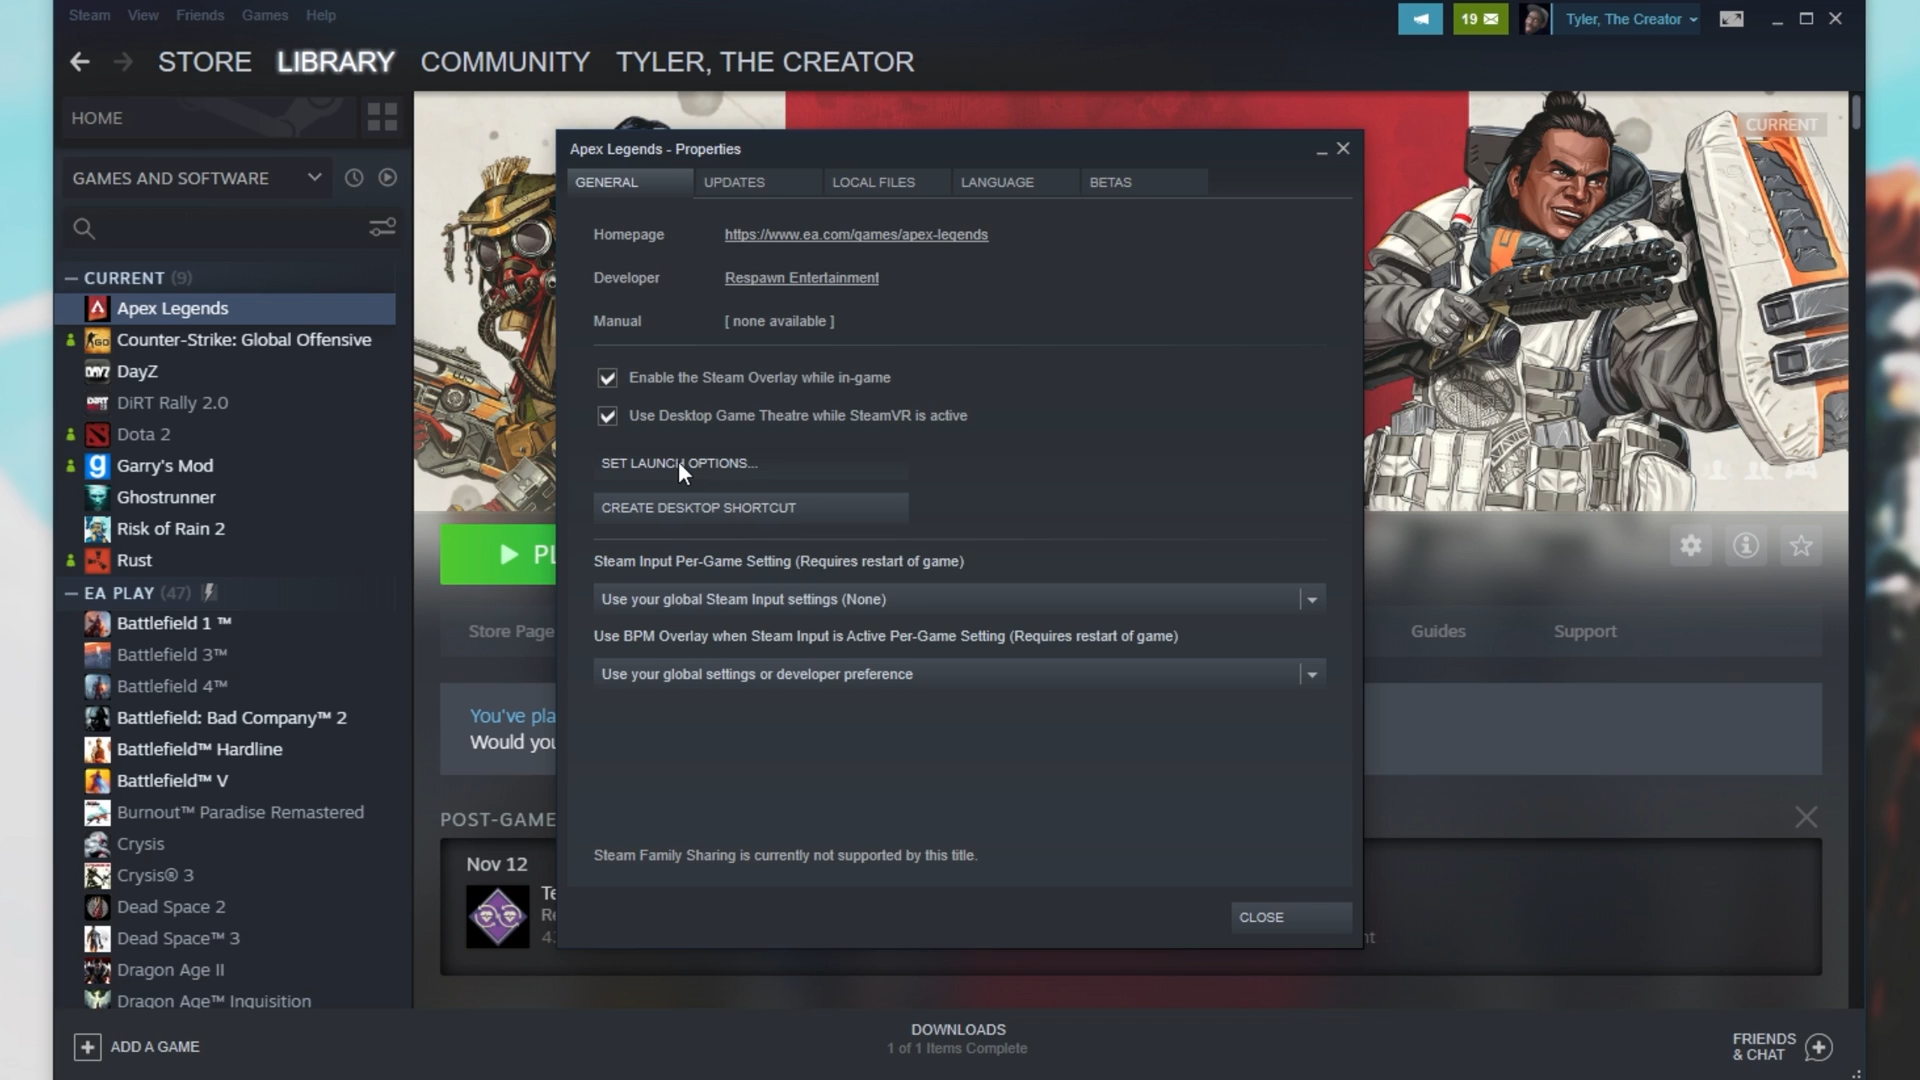 Steam View Friends Games Help
19
Tyler, The Creator
STORE LIBRARY COMMUNITY TYLER, THE CREATOR
HOME
GAMES AND SOFTWARE
CURRENT (9)
Apex Legends
Counter-Strike: Global Offensive
DayZ
DiRT Rally 2.0
Dota 2
Garry's Mod
Ghostrunner
Risk of Rain 2
Rust
EA PLAY (47)
Battlefield 1 ™
Battlefield 3™
Battlefield 4™
Battlefield: Bad Company™ 2
Battlefield™ Hardline
Battlefield™ V
Burnout™ Paradise Remastered
Crysis
Crysis® 3
Dead Space 2
Dead Space™ 3
Dragon Age II
Dragon Age™ Inquisition
CURRENT
Apex Legends - Properties
GENERAL UPDATES LOCAL FILES LANGUAGE BETAS
Homepage https://www.ea.com/games/apex-legends
Developer Respawn Entertainment
Manual [ none available ]
Enable the Steam Overlay while in-game
Use Desktop Game Theatre while SteamVR is active
SET LAUNCH OPTIONS...
CREATE DESKTOP SHORTCUT
Steam Input Per-Game Setting (Requires restart of game)
Use your global Steam Input settings (None)
Use BPM Overlay when Steam Input is Active Per-Game Setting (Requires restart of game)
Use your global settings or developer preference
Steam Family Sharing is currently not supported by this title.
CLOSE
PL
Store Page Guides Support
You've pla
Would you
POST-GAME
Nov 12
Te
Re
nt
ADD A GAME
DOWNLOADS
1 of 1 Items Complete
FRIENDS
& CHAT